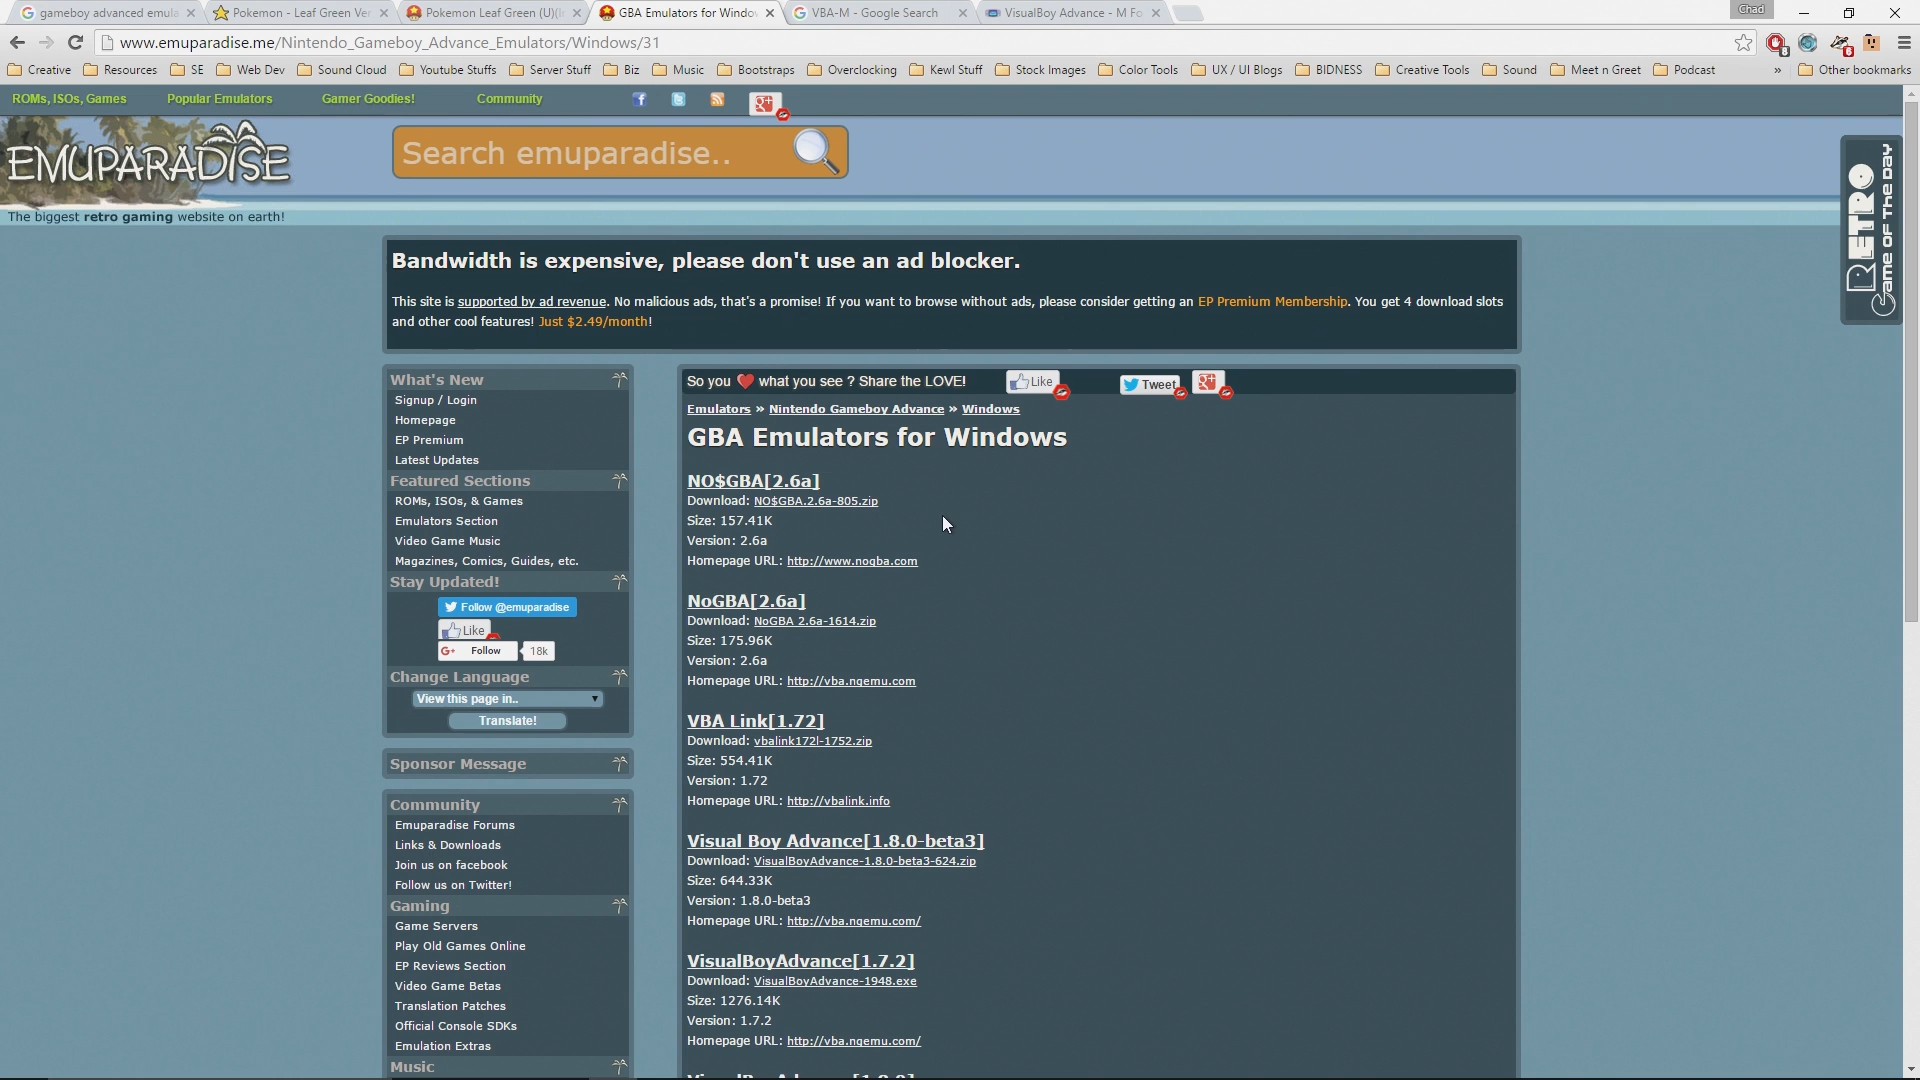 gameboy advanced emula
Pokemon - Leaf Green Ver
Pokemon Leaf Green (U)(I
GBA Emulators for Windo
VBA-M - Google Search
VisualBoy Advance - M Fo
Chad
www.emuparadise.me/Nintendo_Gameboy_Advance_Emulators/Windows/31
Creative Resources SE Web Dev Sound Cloud Youtube Stuffs Server Stuff Biz Music Bootstraps Overclocking Kewl Stuff Stock Images Color Tools UX / UI Blogs BIDNESS Creative Tools Sound Meet n Greet Podcast » Other bookmarks
ROMs, ISOs, Games Popular Emulators Gamer Goodies! Community
EMUPARADISE
Search emuparadise..
The biggest retro gaming website on earth!
RETRO
Game OF The DAY
Bandwidth is expensive, please don't use an ad blocker.
This site is supported by ad revenue. No malicious ads, that's a promise! If you want to browse without ads, please consider getting an EP Premium Membership. You get 4 download slots
and other cool features! Just $2.49/month!
What's New
Signup / Login
Homepage
EP Premium
Latest Updates
Featured Sections
ROMs, ISOs, & Games
Emulators Section
Video Game Music
Magazines, Comics, Guides, etc.
Stay Updated!
Follow @emuparadise
Like
G+ Follow 18k
Change Language
View this page in..
Translate!
Sponsor Message
Community
Emuparadise Forums
Links & Downloads
Join us on facebook
Follow us on Twitter!
Gaming
Game Servers
Play Old Games Online
EP Reviews Section
Video Game Betas
Translation Patches
Official Console SDKs
Emulation Extras
Music
So you ❤ what you see ? Share the LOVE! Like Tweet g+
Emulators » Nintendo Gameboy Advance » Windows
GBA Emulators for Windows
NO$GBA[2.6a]
Download: NO$GBA.2.6a-805.zip
Size: 157.41K
Version: 2.6a
Homepage URL: http://www.nogba.com
NoGBA[2.6a]
Download: NoGBA 2.6a-1614.zip
Size: 175.96K
Version: 2.6a
Homepage URL: http://vba.ngemu.com
VBA Link[1.72]
Download: vbalink172l-1752.zip
Size: 554.41K
Version: 1.72
Homepage URL: http://vbalink.info
Visual Boy Advance[1.8.0-beta3]
Download: VisualBoyAdvance-1.8.0-beta3-624.zip
Size: 644.33K
Version: 1.8.0-beta3
Homepage URL: http://vba.ngemu.com/
VisualBoyAdvance[1.7.2]
Download: VisualBoyAdvance-1948.exe
Size: 1276.14K
Version: 1.7.2
Homepage URL: http://vba.ngemu.com/